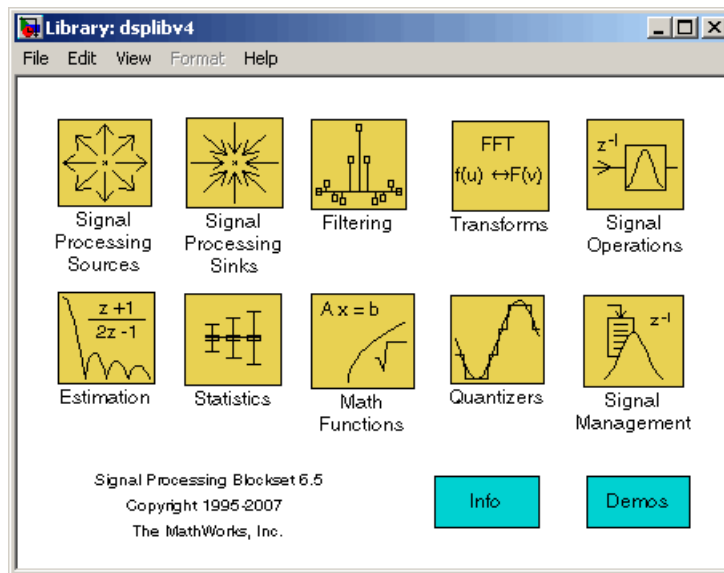 Library: dsplibv4
File Edit View Format Help
FFT
f(u) ↔F(v)
z-1
Signal
Processing
Sources
Signal
Processing
Sinks
Filtering
Transforms
Signal
Operations
z +1
2z -1
A x = b
√
z-1
Estimation
Statistics
Math
Functions
Quantizers
Signal
Management
Signal Processing Blockset 6.5
Copyright 1995-2007
The MathWorks, Inc.
Info
Demos